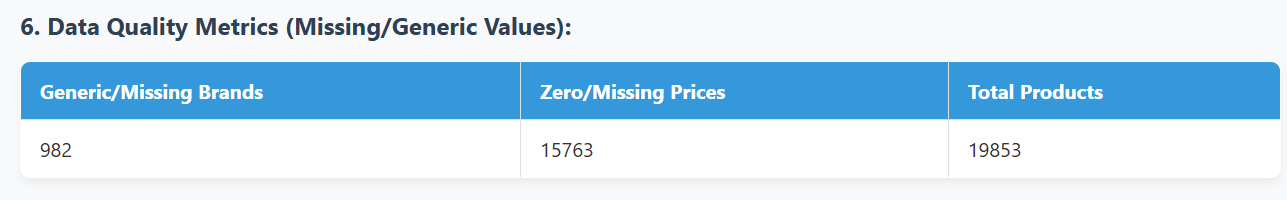 6. Data Quality Metrics (Missing/Generic Values):
Generic/Missing Brands Zero/Missing Prices Total Products
982 15763 19853